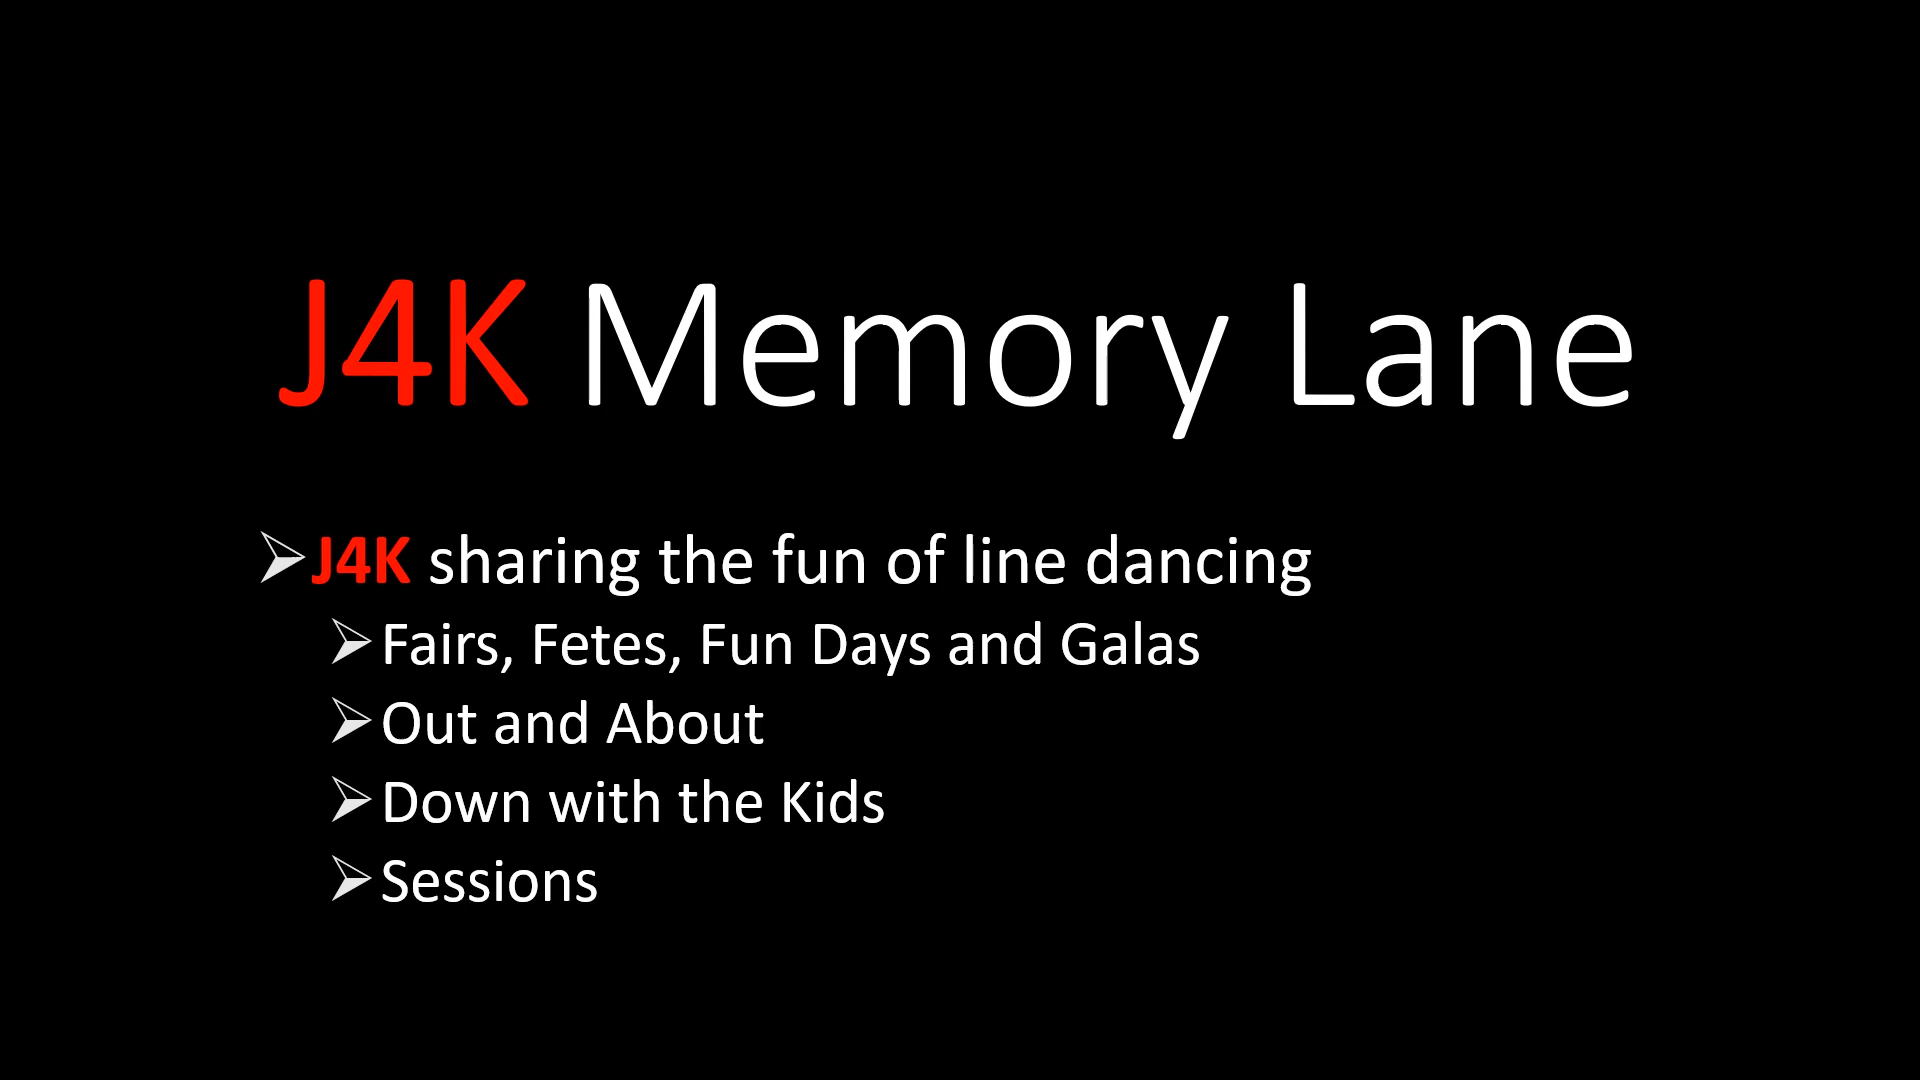 J4K Memory Lane
J4K sharing the fun of line dancing
Fairs, Fetes, Fun Days and Galas
Out and About
Down with the Kids
Sessions